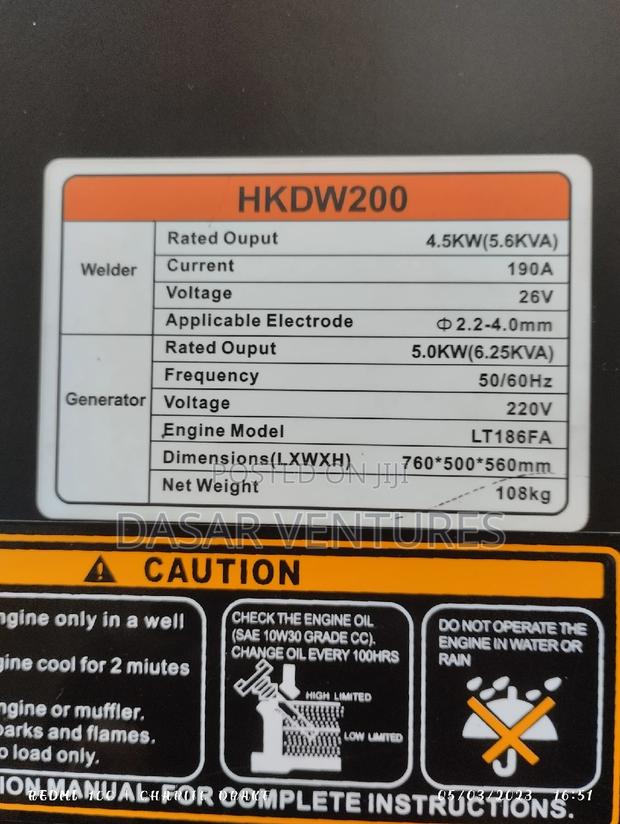 HKDW200
Welder
Rated Ouput 4.5KW(5.6KVA)
Current 190A
Voltage 26V
Applicable Electrode Φ2.2-4.0mm
Generator
Rated Ouput 5.0KW(6.25KVA)
Frequency 50/60Hz
Voltage 220V
Engine Model LT186FA
Dimensions(LXWXH) 760*500*560mm
Net Weight 108kg
POSTED ON JIJI
DASAR VENTURES
CAUTION
ngine only in a well
gine cool for 2 miutes
ngine or muffler.
parks and flames.
o load only.
CHECK THE ENGINE OIL
(SAE 10W30 GRADE CC).
CHANGE OIL EVERY 100HRS
HIGH LIMITED
LOW LIMITED
DO NOT OPERATE THE
ENGINE IN WATER OR
RAIN
ION MANUAL FOR COMPLETE INSTRUCTIONS.
05/03/2023 16:51